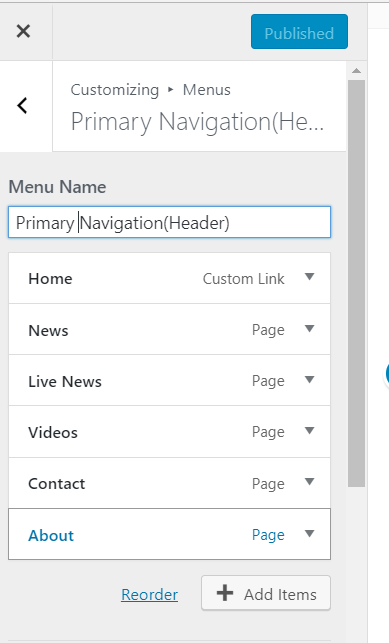 Published
Customizing ▸ Menus
Primary Navigation(He...
Menu Name
Primary Navigation(Header)
Home Custom Link
News Page
Live News Page
Videos Page
Contact Page
About Page
Reorder + Add Items